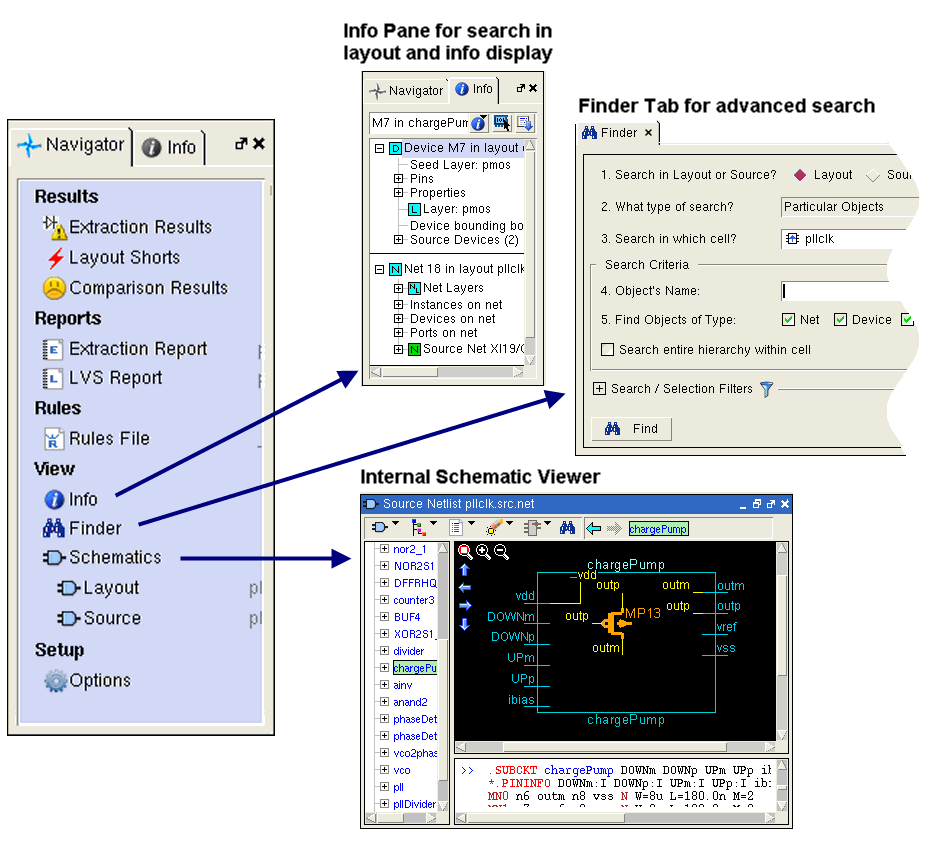 Info Pane for search in
layout and info display
Navigator
Info
M7 in chargePum
Device M7 in layout
Seed Layer: pmos
Pins
Properties
L Layer: pmos
Device bounding bo
Source Devices (2)
N Net 18 in layout pllclk
Net Layers
Instances on net
Devices on net
Ports on net
N Source Net XI19/
Finder Tab for advanced search
Finder
1. Search in Layout or Source? Layout Sou
2. What type of search? Particular Objects
3. Search in which cell? pllclk
Search Criteria
4. Object's Name:
5. Find Objects of Type: Net Device
Search entire hierarchy within cell
Search / Selection Filters
Find
Navigator
Info
Results
Extraction Results
Layout Shorts
Comparison Results
Reports
Extraction Report
LVS Report
Rules
Rules File
View
Info
Finder
Schematics
Layout pl
Source pl
Setup
Options
Internal Schematic Viewer
Source Netlist pllclk.src.net
chargePump
nor2_1
NOR2S1
DFFRHQ
counter3
BUF4
XOR2S1_
divider
chargePu
ainv
anand2
phaseDet
phaseDet
vco2phas
vco
pll
pllDivider
chargePump
vdd
outp
outm
outm
vdd
outp
outp
DOWNm
outp
MP13
vref
DOWNp
outm
vss
UPm
UPp
ibias
chargePump
>> .SUBCKT chargePump DOWNm DOWNp UPm UPp ib
*.PININFO DOWNm:I DOWNp:I UPm:I UPp:I ib:
MN0 n6 outm n8 vss N W=8u L=180.0n M=2